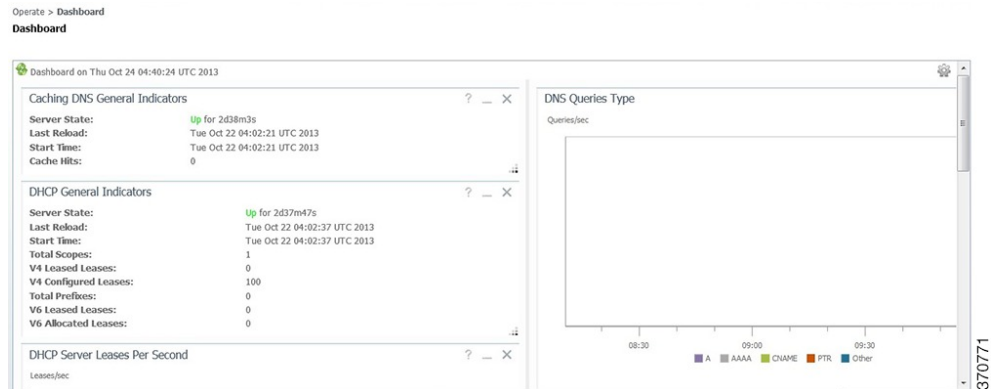 Operate > Dashboard
Dashboard
Dashboard on Thu Oct 24 04:40:24 UTC 2013
Caching DNS General Indicators
Server State: Up for 2d38m3s
Last Reload: Tue Oct 22 04:02:21 UTC 2013
Start Time: Tue Oct 22 04:02:21 UTC 2013
Cache Hits: 0
DHCP General Indicators
Server State: Up for 2d37m47s
Last Reload: Tue Oct 22 04:02:37 UTC 2013
Start Time: Tue Oct 22 04:02:37 UTC 2013
Total Scopes: 1
V4 Leased Leases: 0
V4 Configured Leases: 100
Total Prefixes: 0
V6 Leased Leases: 0
V6 Allocated Leases: 0
DHCP Server Leases Per Second
Leases/sec
DNS Queries Type
Queries/sec
08:30 09:00 09:30
A AAAA CNAME PTR Other
370771